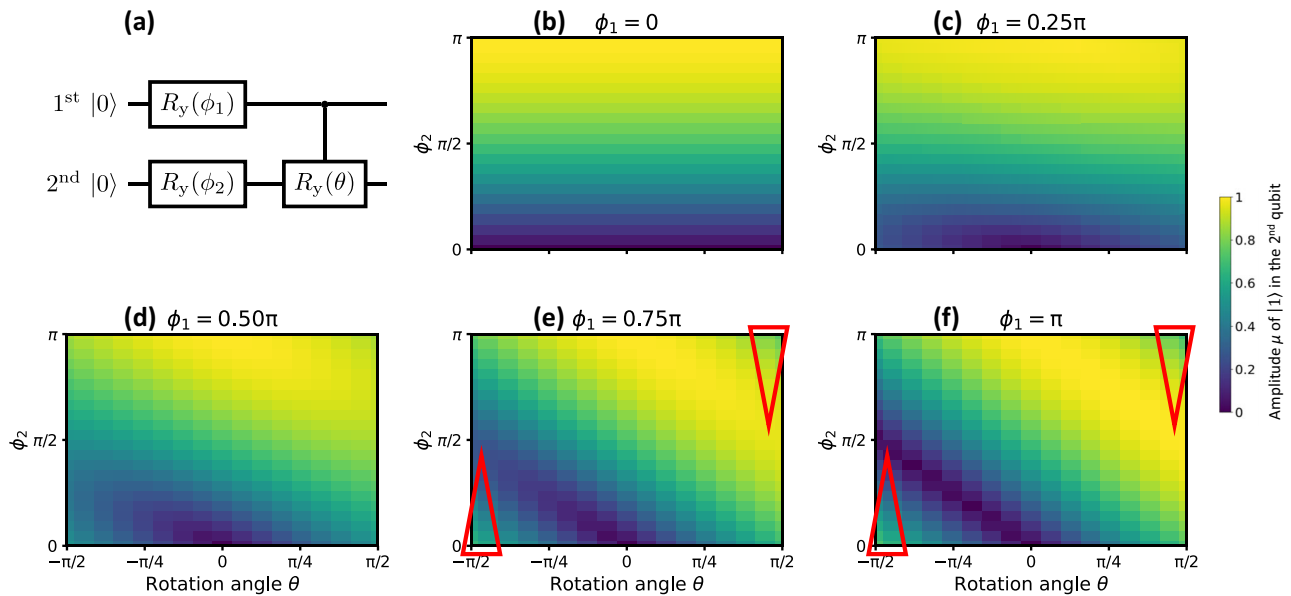 (a)
1st |0⟩ Ry(ϕ1)
2nd |0⟩ Ry(ϕ2) Ry(θ)
(b) ϕ1 = 0
π
ϕ2 π/2
0
(c) ϕ1 = 0.25π
π
ϕ2 π/2
0
Amplitude μ of |1⟩ in the 2nd qubit
1
0.8
0.6
0.4
0.2
0
(d) ϕ1 = 0.50π
π
ϕ2 π/2
0
−π/2 −π/4 0 π/4 π/2
Rotation angle θ
(e) ϕ1 = 0.75π
π
ϕ2 π/2
0
−π/2 −π/4 0 π/4 π/2
Rotation angle θ
(f) ϕ1 = π
π
ϕ2 π/2
0
−π/2 −π/4 0 π/4 π/2
Rotation angle θ